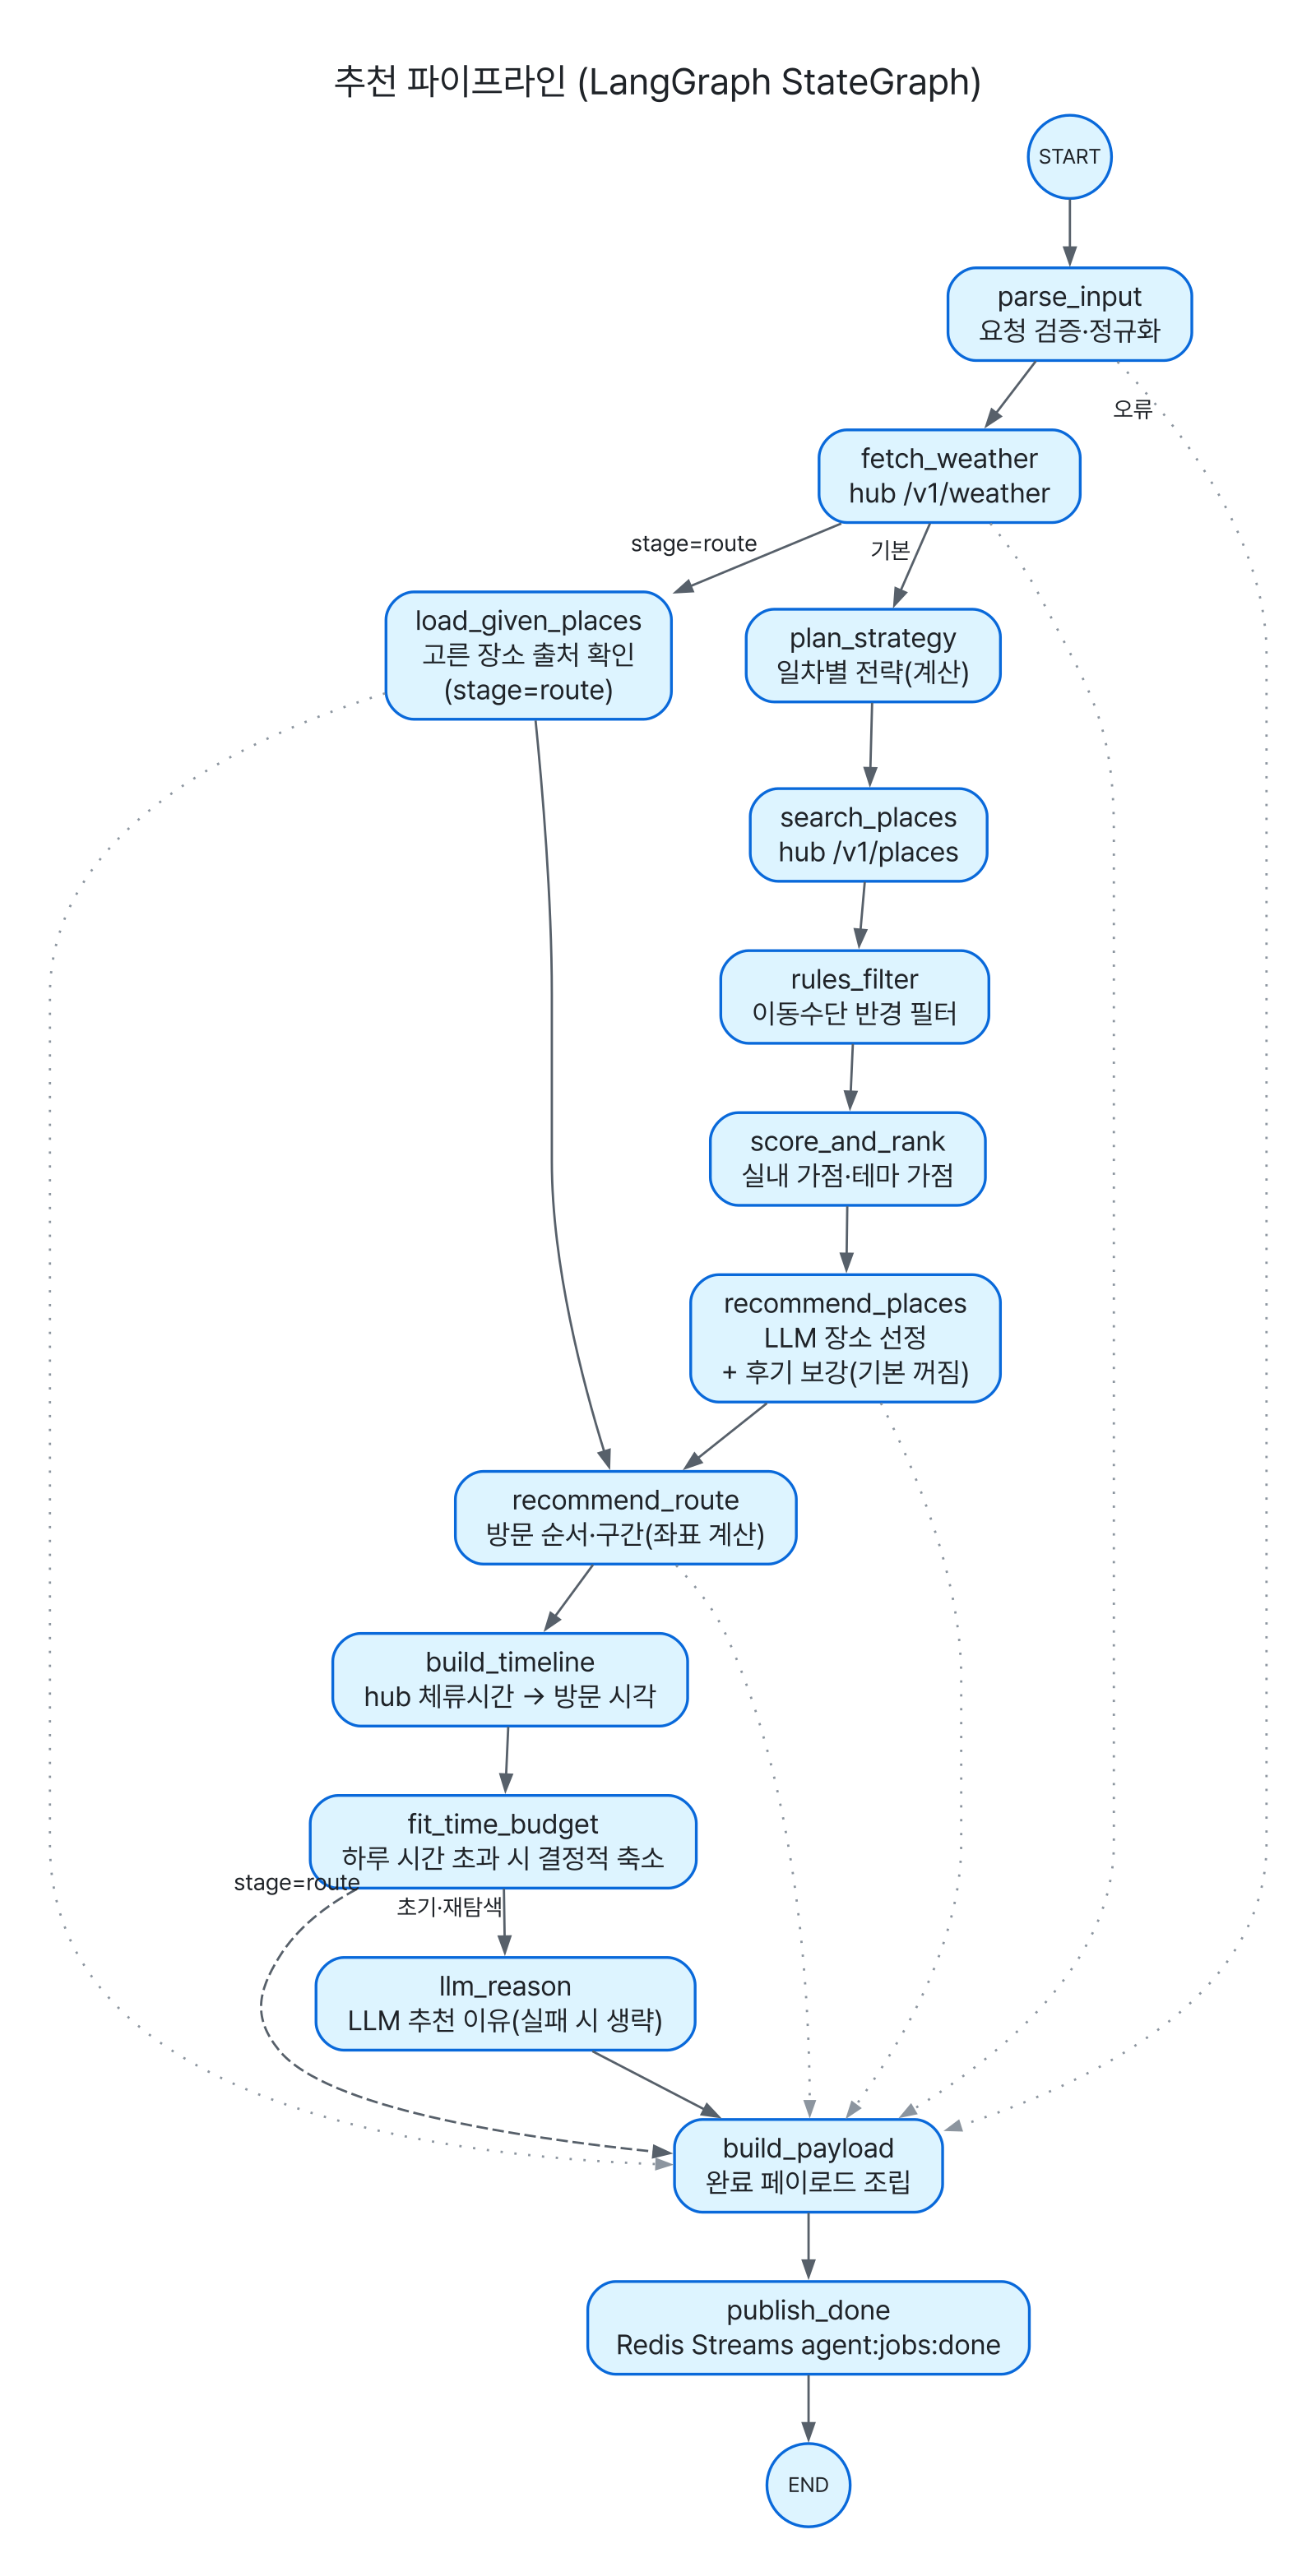 추천 파이프라인 (LangGraph StateGraph)
START
parse_input
요청 검증·정규화
오류
fetch_weather
hub /v1/weather
stage=route
기본
load_given_places
고른 장소 출처 확인
(stage=route)
plan_strategy
일차별 전략(계산)
search_places
hub /v1/places
rules_filter
이동수단 반경 필터
score_and_rank
실내 가점·테마 가점
recommend_places
LLM 장소 선정
+ 후기 보강(기본 꺼짐)
recommend_route
방문 순서·구간(좌표 계산)
build_timeline
hub 체류시간 → 방문 시각
fit_time_budget
하루 시간 초과 시 결정적 축소
stage=route
초기·재탐색
llm_reason
LLM 추천 이유(실패 시 생략)
build_payload
완료 페이로드 조립
publish_done
Redis Streams agent:jobs:done
END